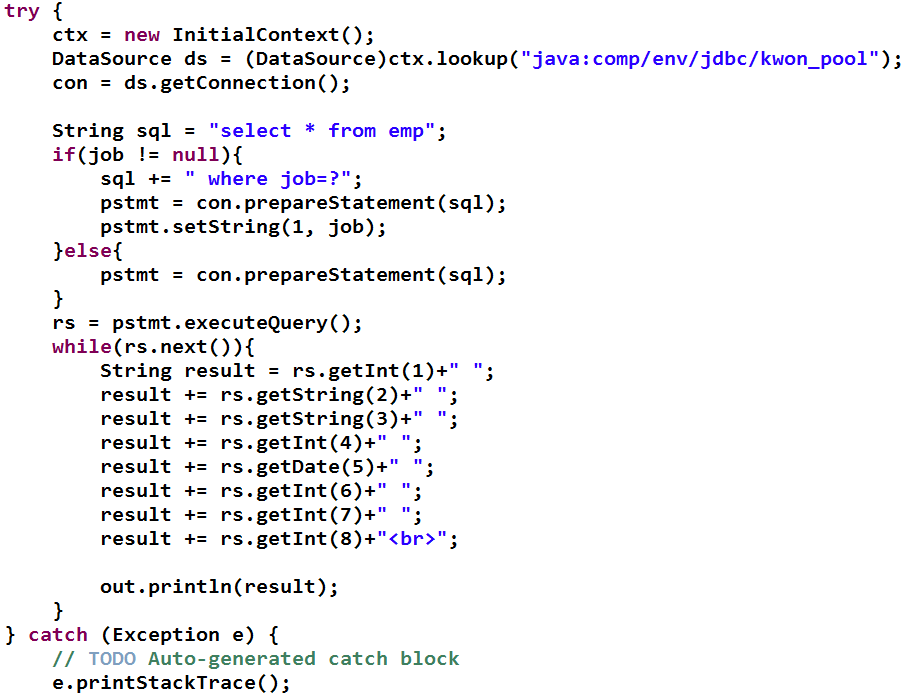 try {
    ctx = new InitialContext();
    DataSource ds = (DataSource)ctx.lookup("java:comp/env/jdbc/kwon_pool");
    con = ds.getConnection();

    String sql = "select * from emp";
    if(job != null){
        sql += " where job=?";
        pstmt = con.prepareStatement(sql);
        pstmt.setString(1, job);
    }else{
        pstmt = con.prepareStatement(sql);
    }
    rs = pstmt.executeQuery();
    while(rs.next()){
        String result = rs.getInt(1)+" ";
        result += rs.getString(2)+" ";
        result += rs.getString(3)+" ";
        result += rs.getInt(4)+" ";
        result += rs.getDate(5)+" ";
        result += rs.getInt(6)+" ";
        result += rs.getInt(7)+" ";
        result += rs.getInt(8)+"<br>";

        out.println(result);
    }
} catch (Exception e) {
    // TODO Auto-generated catch block
    e.printStackTrace();